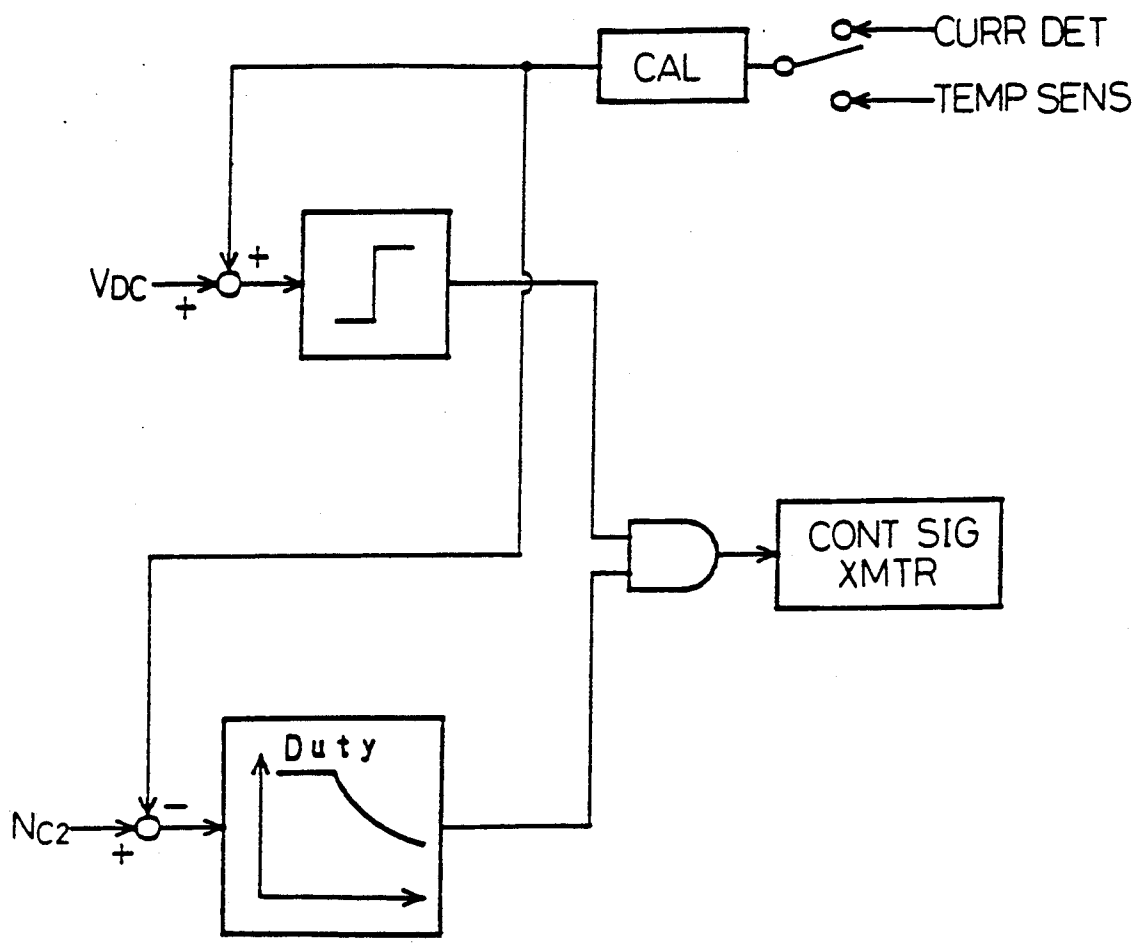 CURR DET
CAL
TEMP SENS
+
VDC
+
CONT SIG
XMTR
Duty
−
NC2
+